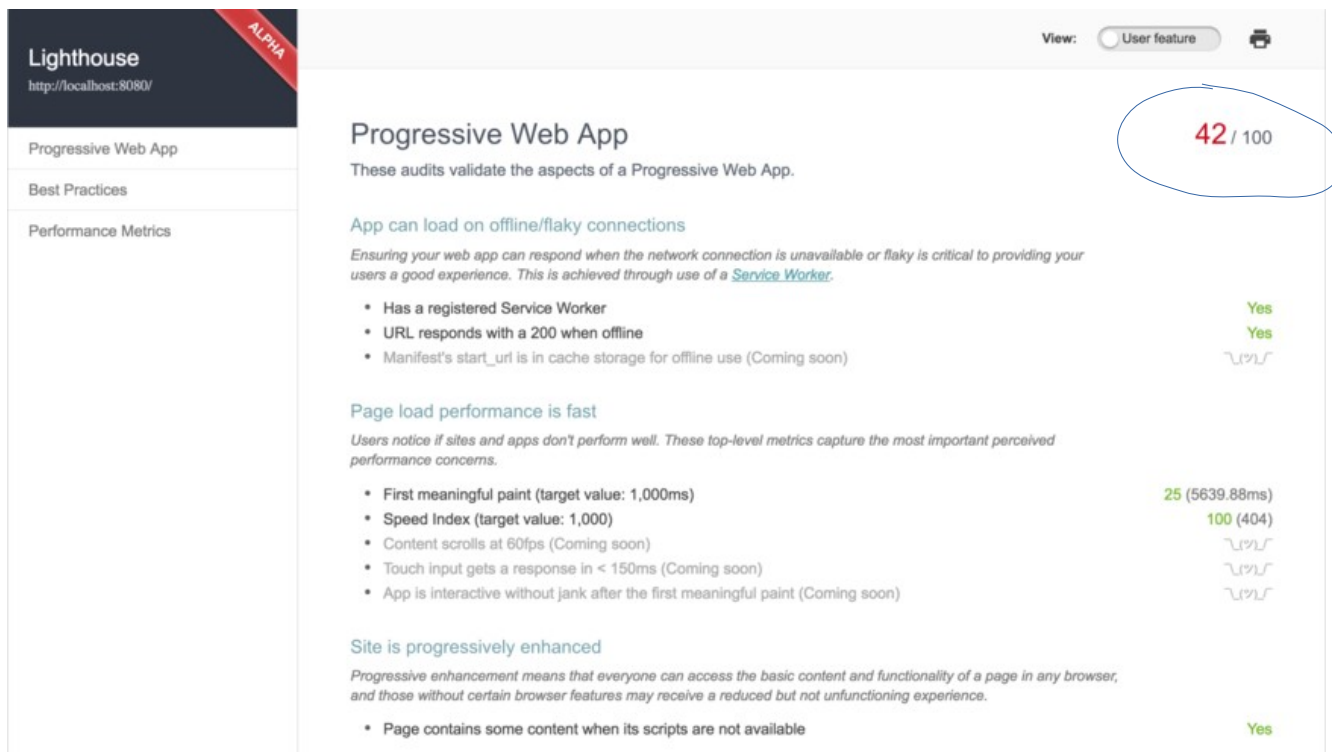 ALPHA
Lighthouse
http://localhost:8080/
Progressive Web App
Best Practices
Performance Metrics
View: User feature
Progressive Web App
42 / 100
These audits validate the aspects of a Progressive Web App.
App can load on offline/flaky connections
Ensuring your web app can respond when the network connection is unavailable or flaky is critical to providing your
users a good experience. This is achieved through use of a Service Worker.
• Has a registered Service Worker Yes
• URL responds with a 200 when offline Yes
• Manifest's start_url is in cache storage for offline use (Coming soon) ¯\_(ツ)_/¯
Page load performance is fast
Users notice if sites and apps don't perform well. These top-level metrics capture the most important perceived
performance concerns.
• First meaningful paint (target value: 1,000ms) 25 (5639.88ms)
• Speed Index (target value: 1,000) 100 (404)
• Content scrolls at 60fps (Coming soon) ¯\_(ツ)_/¯
• Touch input gets a response in < 150ms (Coming soon) ¯\_(ツ)_/¯
• App is interactive without jank after the first meaningful paint (Coming soon) ¯\_(ツ)_/¯
Site is progressively enhanced
Progressive enhancement means that everyone can access the basic content and functionality of a page in any browser,
and those without certain browser features may receive a reduced but not unfunctioning experience.
• Page contains some content when its scripts are not available Yes